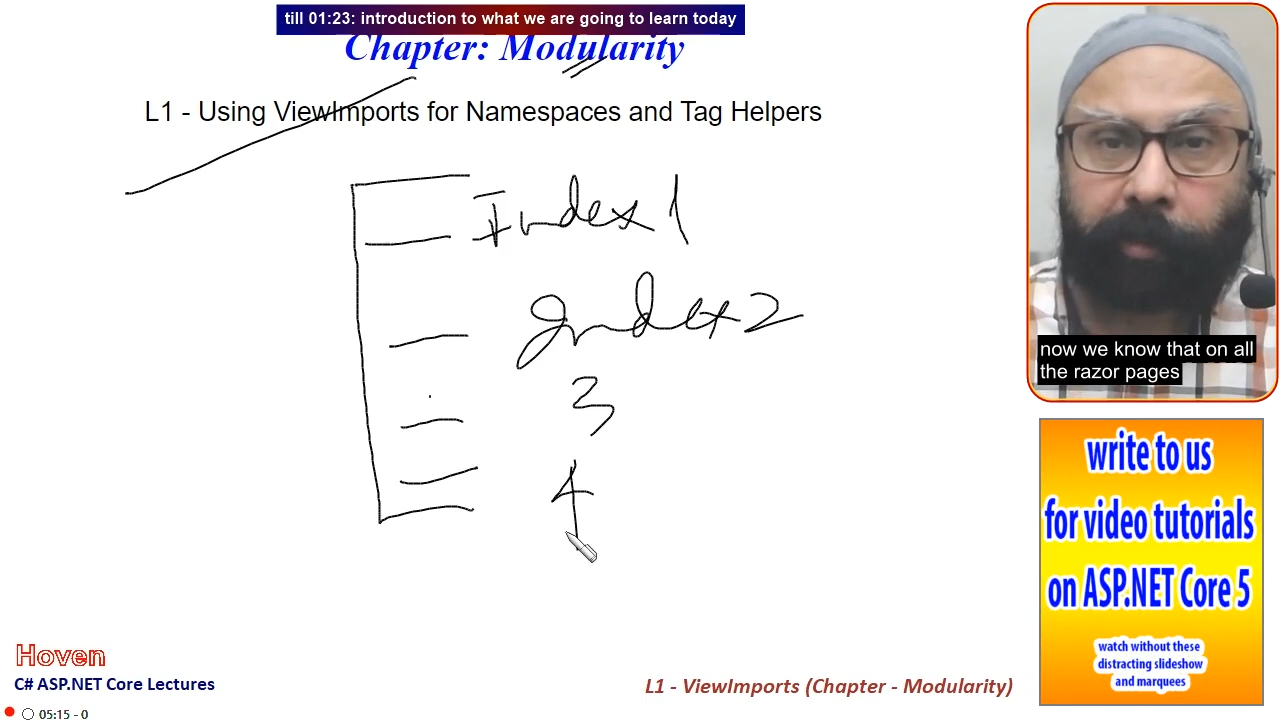 till 01:23: introduction to what we are going to learn today
Chapter: Modularity
L1 - Using ViewImports for Namespaces and Tag Helpers
Index 1
Index 2
3
4
now we know that on all
the razor pages
write to us
for video tutorials
on ASP.NET Core 5
watch without these
distracting slideshow
and marquees
Hoven
C# ASP.NET Core Lectures
L1 - ViewImports (Chapter - Modularity)
05:15 - 0